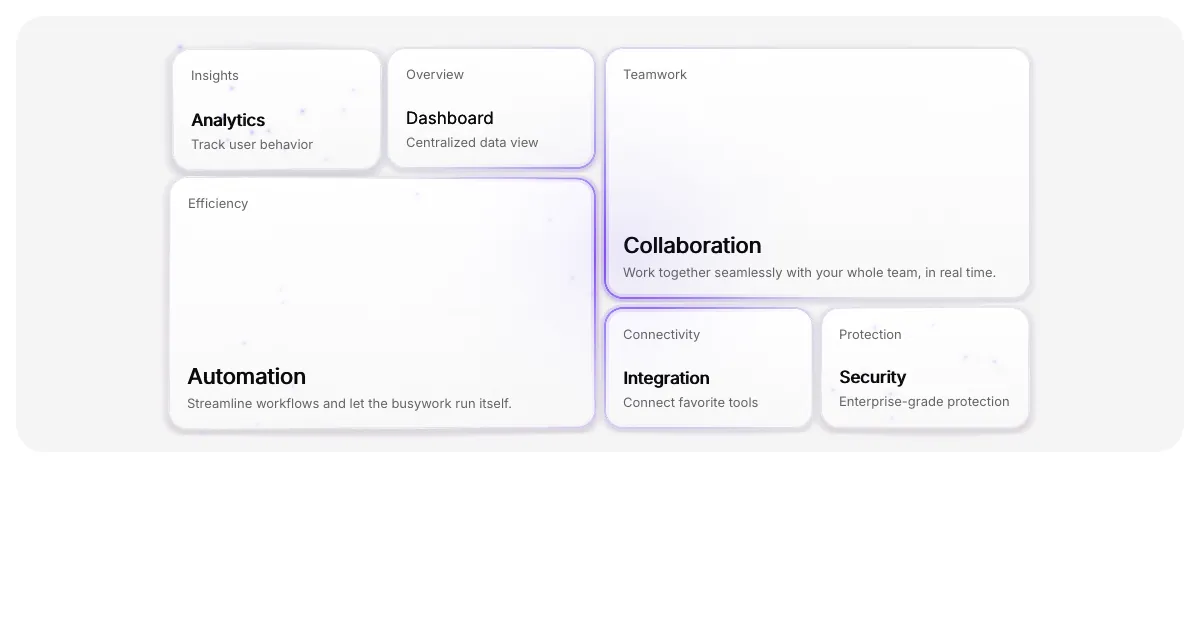 Insights
Analytics
Track user behavior
Overview
Dashboard
Centralized data view
Teamwork
Collaboration
Work together seamlessly with your whole team, in real time.
Efficiency
Automation
Streamline workflows and let the busywork run itself.
Connectivity
Integration
Connect favorite tools
Protection
Security
Enterprise-grade protection